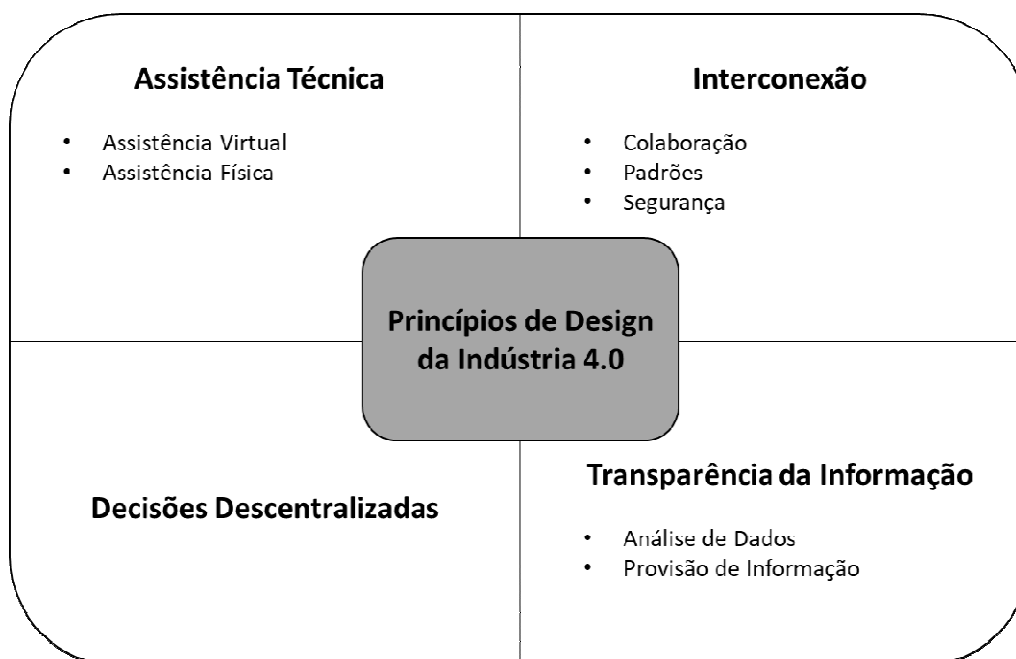 Assistência Técnica
• Assistência Virtual
• Assistência Física
Interconexão
• Colaboração
• Padrões
• Segurança
Princípios de Design
da Indústria 4.0
Decisões Descentralizadas
Transparência da Informação
• Análise de Dados
• Provisão de Informação